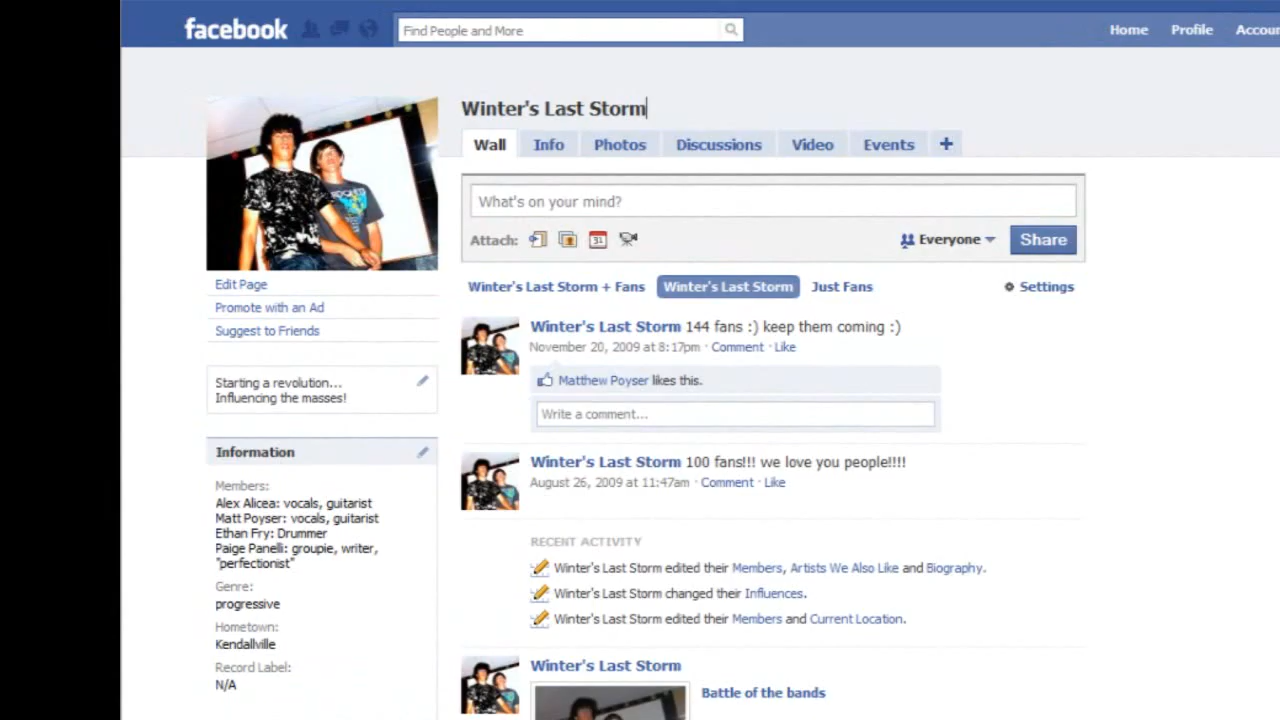 facebook
Find People and More
Home Profile Accou
Winter's Last Storm
Wall Info Photos Discussions Video Events +
What's on your mind?
Attach: 31 Everyone Share
Winter's Last Storm + Fans Winter's Last Storm Just Fans Settings
Edit Page
Promote with an Ad
Suggest to Friends
Starting a revolution...
Influencing the masses!
Information
Members:
Alex Alicea: vocals, guitarist
Matt Poyser: vocals, guitarist
Ethan Fry: Drummer
Paige Panelli: groupie, writer,
"perfectionist"
Genre:
progressive
Hometown:
Kendallville
Record Label:
N/A
Winter's Last Storm 144 fans :) keep them coming :)
November 20, 2009 at 8:17pm · Comment · Like
Matthew Poyser likes this.
Write a comment...
Winter's Last Storm 100 fans!!! we love you people!!!!
August 26, 2009 at 11:47am · Comment · Like
RECENT ACTIVITY
Winter's Last Storm edited their Members, Artists We Also Like and Biography.
Winter's Last Storm changed their Influences.
Winter's Last Storm edited their Members and Current Location.
Winter's Last Storm
Battle of the bands